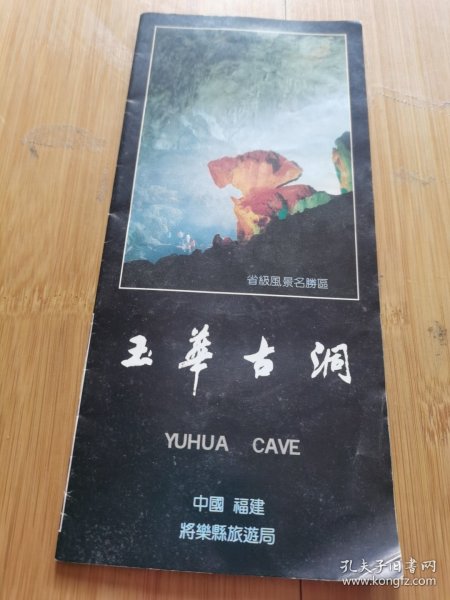 省級風景名勝區
玉華古洞
YUHUA CAVE
中國 福建
將樂縣旅遊局
孔夫子旧书网
www.kongfz.com